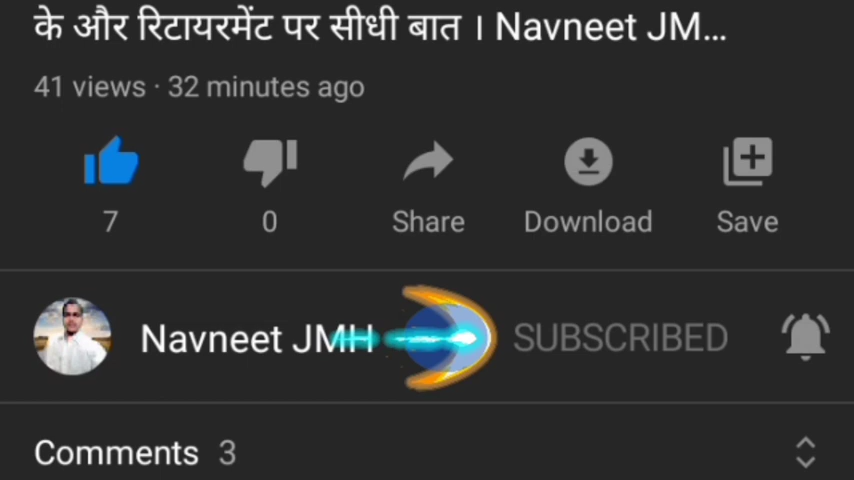 के और रिटायरमेंट पर सीधी बात । Navneet JM...
41 views · 32 minutes ago
7 0 Share Download Save
Navneet JMH SUBSCRIBED
Comments 3